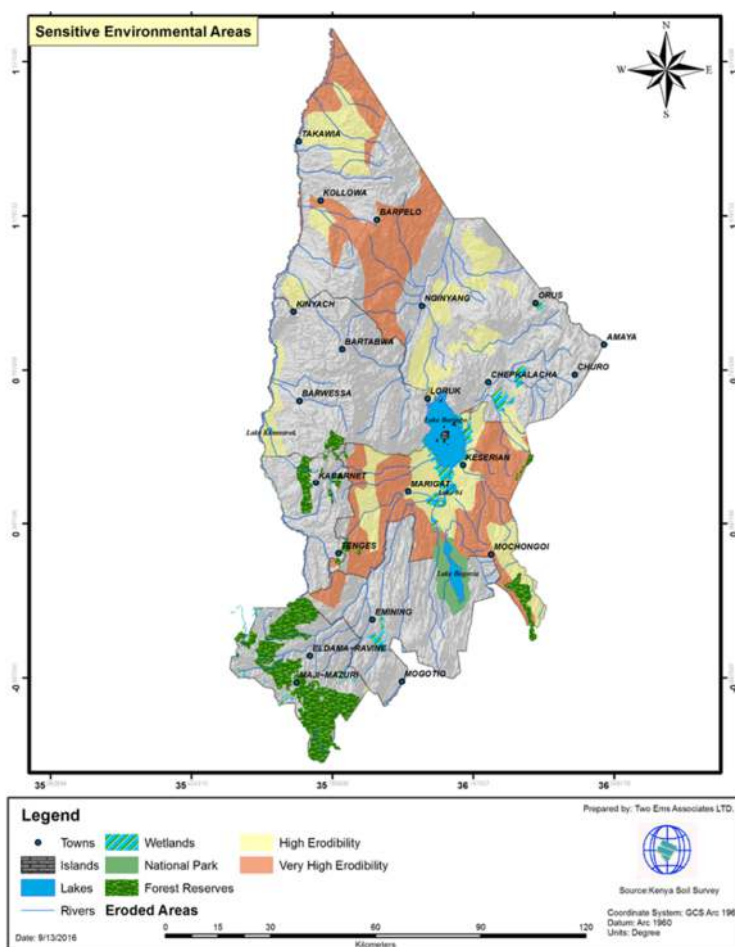 Sensitive Environmental Areas
N
W
E
S
TAKAWIA
KOLLOWA
BARPELO
KINYACH
NGINYANG
ORUS
BARTABWA
AMAYA
CHEPKALACHA
CHURO
BARWESSA
LORUK
Lake Baringo
Lake Kamnarok
KESERIAN
KABARNET
MARIGAT
Lake 94
TENGES
MOCHONGOI
Lake Bogoria
EMINING
ELDAMA-RAVINE
MAJI-MAZURI
MOGOTIO
35
35
35
36
36
Legend
Towns
Islands
Lakes
Rivers
Wetlands
National Park
Forest Reserves
Eroded Areas
High Erodibility
Very High Erodibility
Date: 9/13/2016
0
15
30
60
90
120
Kilometers
Prepared by: Two Ems Associates LTD.
Source:Kenya Soil Survey
Coordinate System: GCS Arc 196
Datum: Arc 1960
Units: Degree